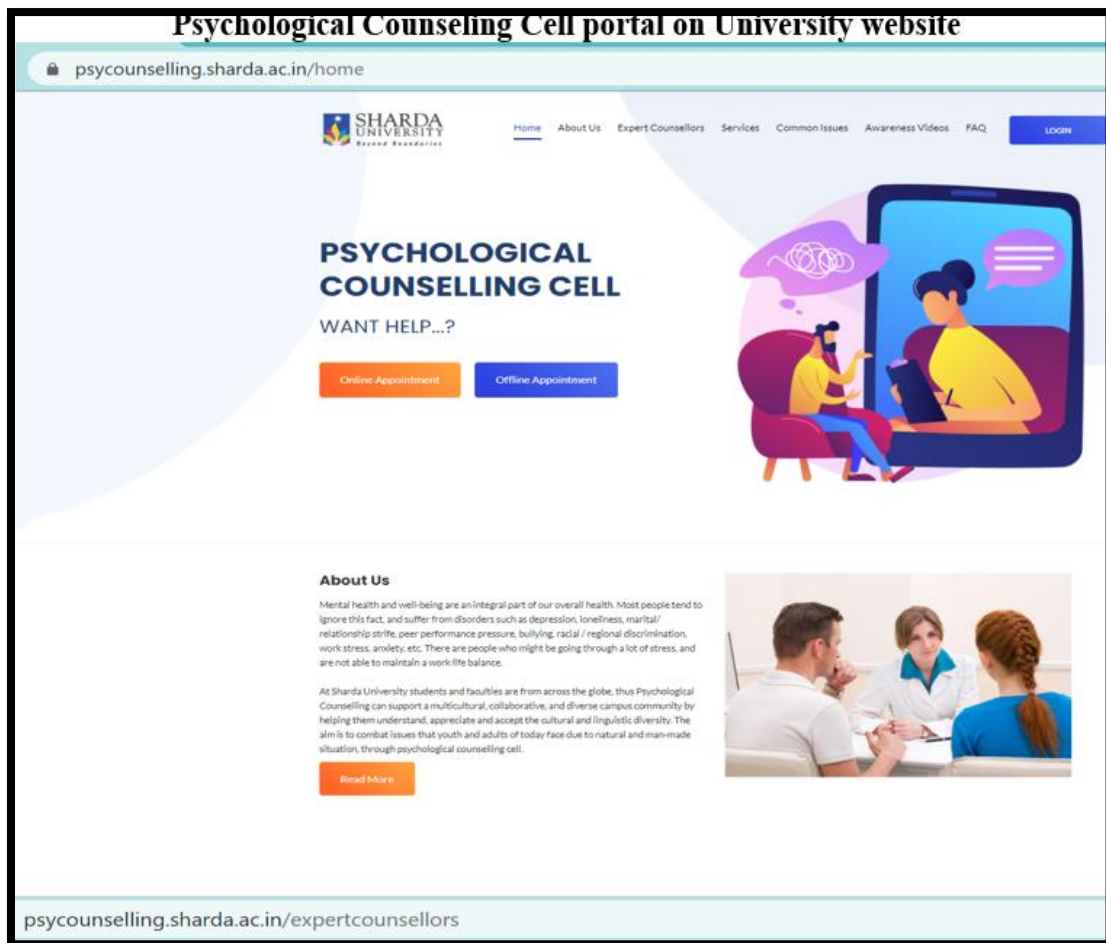 Psychological Counseling Cell portal on University website
psycounselling.sharda.ac.in/home
SHARDA
UNIVERSITY
Beyond Boundaries
Home About Us Expert Counsellors Services Common Issues Awareness Videos FAQ LOGIN
PSYCHOLOGICAL
COUNSELLING CELL
WANT HELP...?
Online Appointment Offline Appointment
About Us
Mental health and well-being are an integral part of our overall health. Most people tend to
ignore this fact, and suffer from disorders such as depression, loneliness, marital/
relationship strife, peer performance pressure, bullying, racial / regional discrimination,
work stress, anxiety, etc. There are people who might be going through a lot of stress, and
are not able to maintain a work life balance.
At Sharda University students and faculties are from across the globe, thus Psychological
Counselling can support a multicultural, collaborative, and diverse campus community by
helping them understand, appreciate and accept the cultural and linguistic diversity. The
aim is to combat issues that youth and adults of today face due to natural and man-made
situation, through psychological counselling cell.
Read More
psycounselling.sharda.ac.in/expertcounsellors